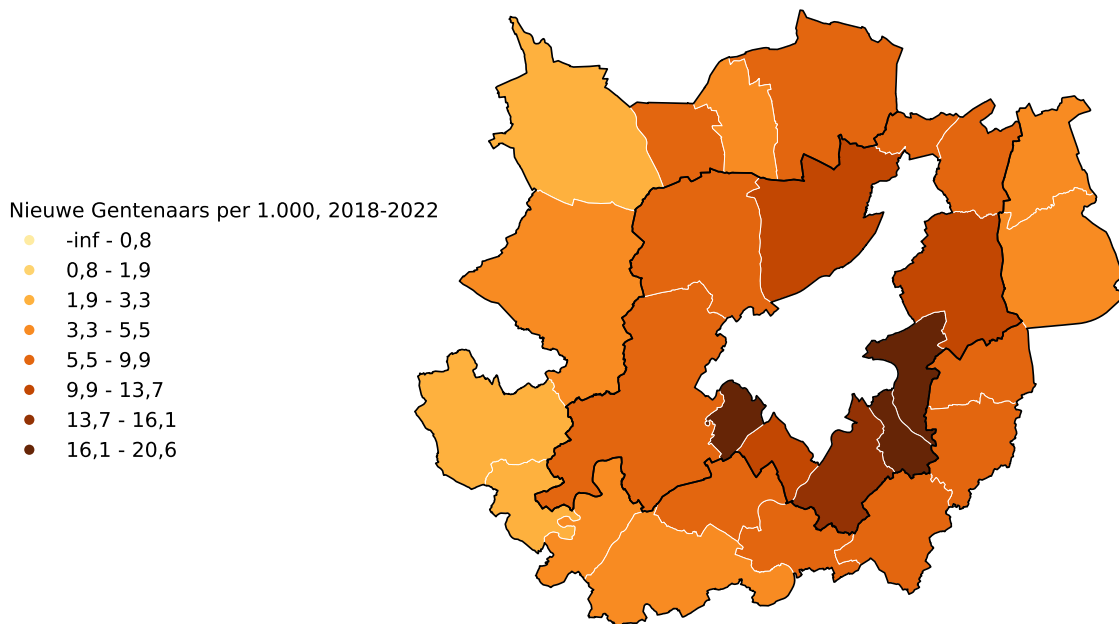 Nieuwe Gentenaars per 1.000, 2018-2022
-inf - 0,8
0,8 - 1,9
1,9 - 3,3
3,3 - 5,5
5,5 - 9,9
9,9 - 13,7
13,7 - 16,1
16,1 - 20,6